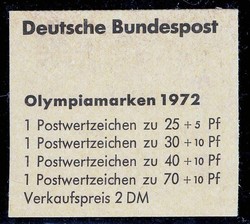 Deutsche Bundespost
Olympiamarken 1972
1 Postwertzeichen zu 25 + 5 Pf
1 Postwertzeichen zu 30 + 10 Pf
1 Postwertzeichen zu 40 + 10 Pf
1 Postwertzeichen zu 70 + 10 Pf
Verkaufspreis 2 DM